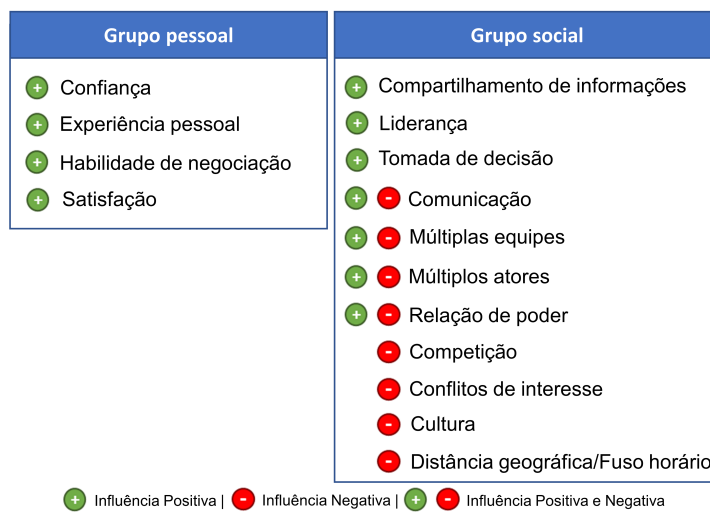 Grupo pessoal
+ Confiança
+ Experiência pessoal
+ Habilidade de negociação
+ Satisfação
Grupo social
+ Compartilhamento de informações
+ Liderança
+ Tomada de decisão
+ - Comunicação
+ - Múltiplas equipes
+ - Múltiplos atores
+ - Relação de poder
- Competição
- Conflitos de interesse
- Cultura
- Distância geográfica/Fuso horário
+ Influência Positiva | - Influência Negativa | + - Influência Positiva e Negativa